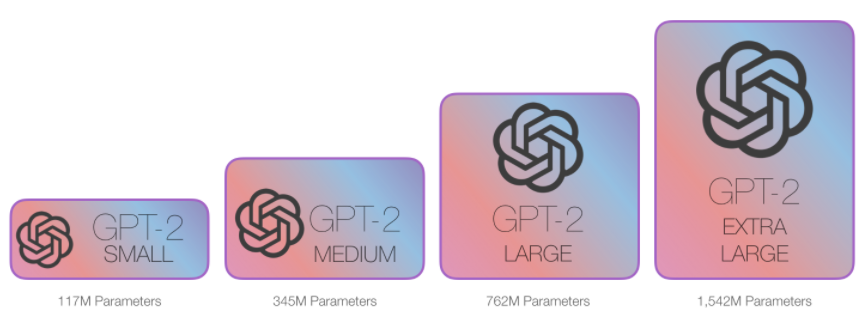 GPT-2
SMALL
117M Parameters
GPT-2
MEDIUM
345M Parameters
GPT-2
LARGE
762M Parameters
GPT-2
EXTRA
LARGE
1,542M Parameters